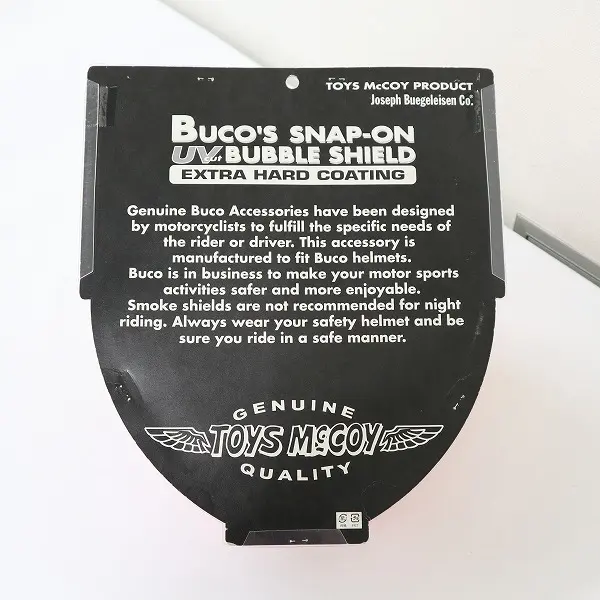 TOYS McCOY PRODUCT
Joseph Buegeleisen Co.
BUCO'S SNAP-ON
UV cut BUBBLE SHIELD
EXTRA HARD COATING
Genuine Buco Accessories have been designed
by motorcyclists to fulfill the specific needs of
the rider or driver. This accessory is
manufactured to fit Buco helmets.
Buco is in business to make your motor sports
activities safer and more enjoyable.
Smoke shields are not recommended for night
riding. Always wear your safety helmet and be
sure you ride in a safe manner.
GENUINE
TOYS McCOY
QUALITY